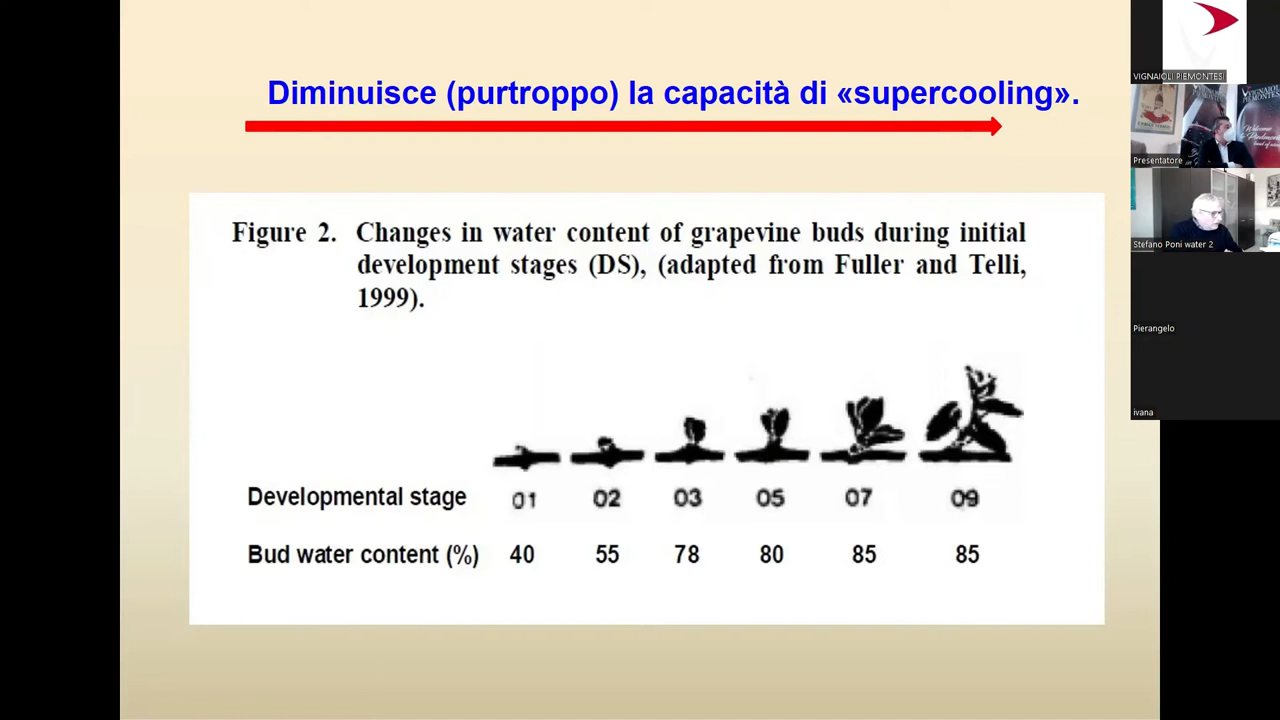 Diminuisce (purtroppo) la capacità di «supercooling».
Figure 2. Changes in water content of grapevine buds during initial
development stages (DS), (adapted from Fuller and Telli,
1999).
Developmental stage 01 02 03 05 07 09
Bud water content (%) 40 55 78 80 85 85
VIGNAIOLI PIEMONTESI
Presentatore
Stefano Poni water 2
Pierangelo
ivana